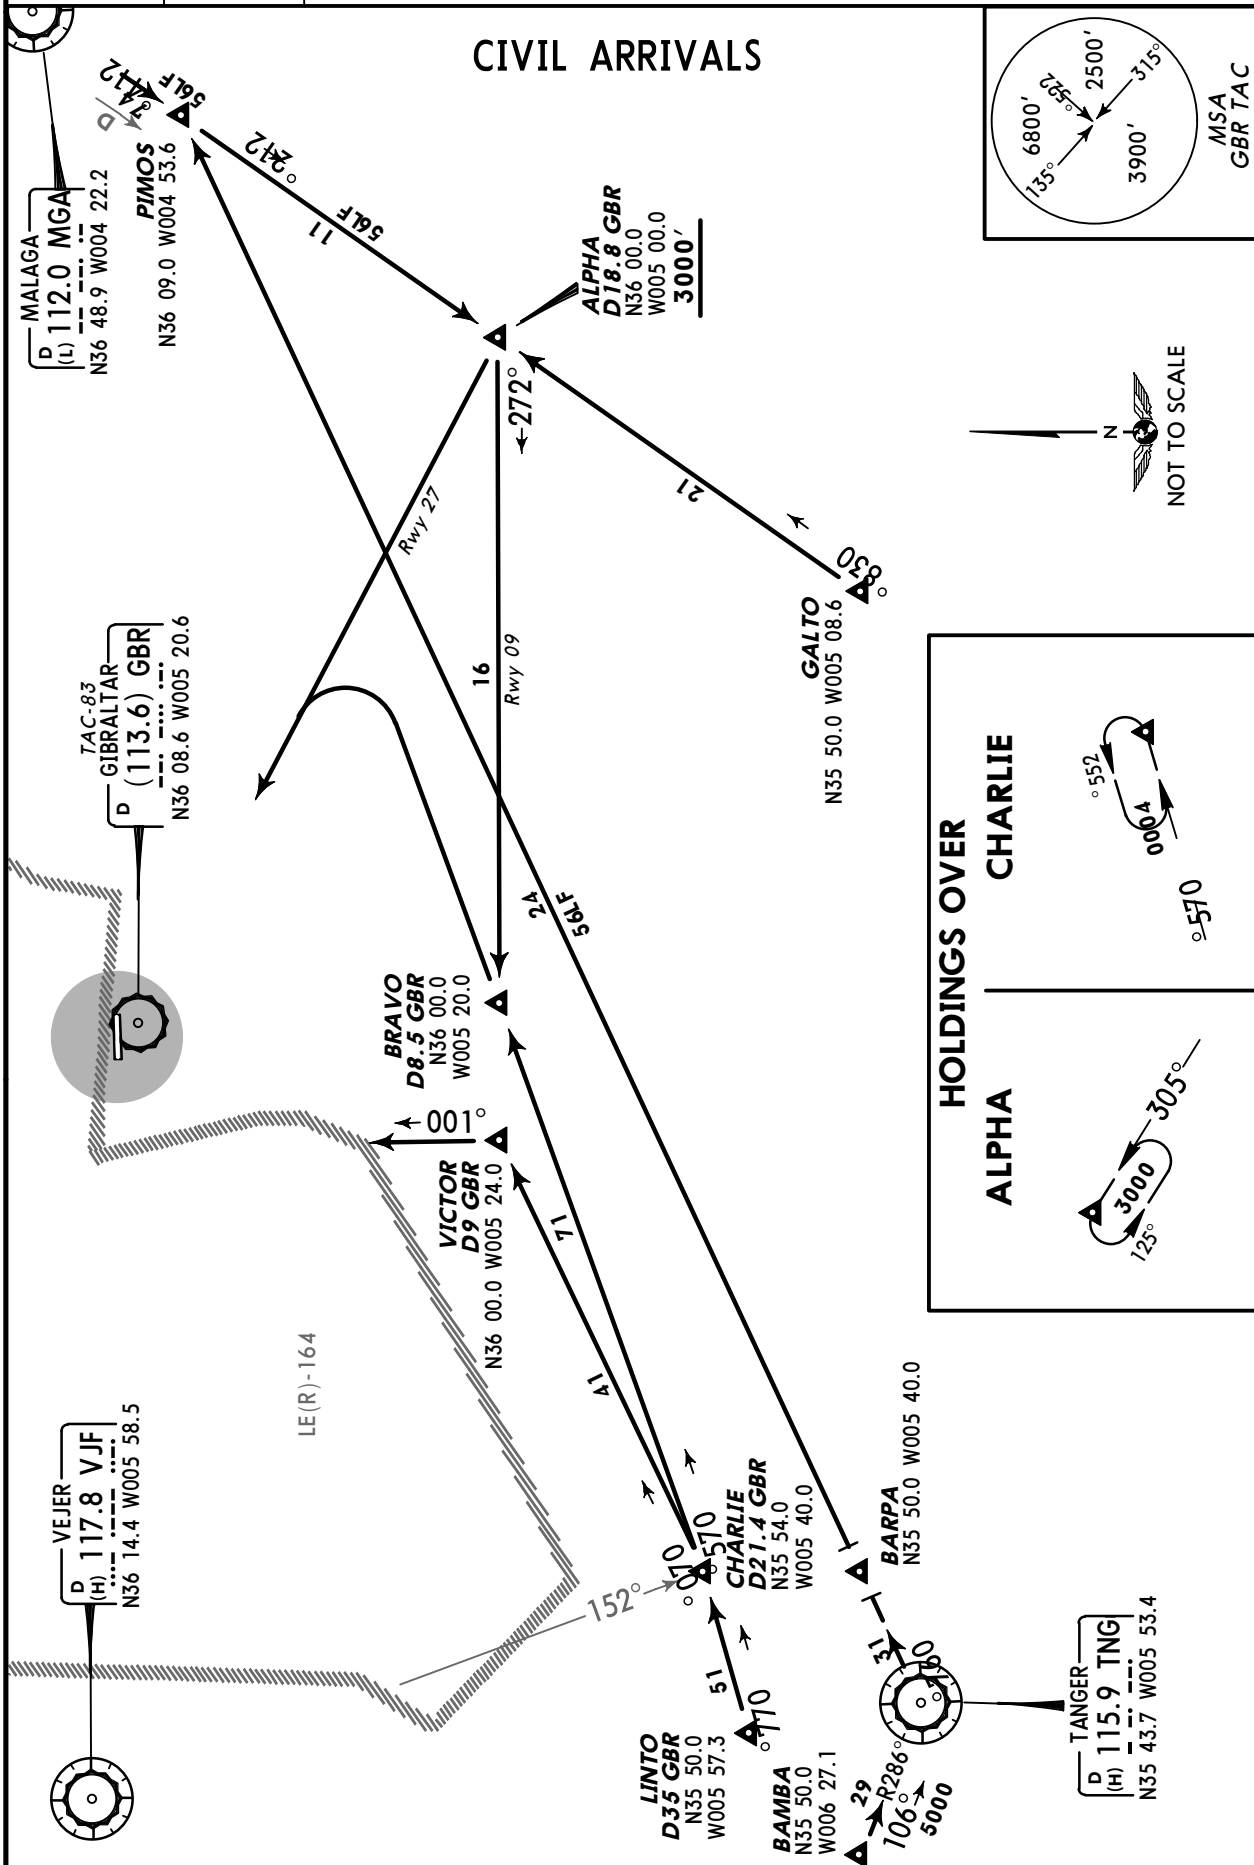 CIVIL ARRIVALS
MALAGA
D
(L) 112.0 MGA
N36 48.9 W004 22.2
D
56LF
PIMOS
N36 09.0 W004 53.6
°212
11
56LF
ALPHA
D18.8 GBR
N36 00.0
W005 00.0
3000'
6800'
2500'
3900'
135°
315°
°522
MSA
GBR TAC
272°
Rwy 27
16
Rwy 09
21
°830
GALTO
N35 50.0 W005 08.6
N
NOT TO SCALE
TAC-83
GIBRALTAR
D (113.6) GBR
N36 08.6 W005 20.6
24
56LF
BRAVO
D8.5 GBR
N36 00.0
W005 20.0
001°
VICTOR
D9 GBR
N36 00.0 W005 24.0
71
41
LE(R)-164
VEJER
D
(H) 117.8 VJF
N36 14.4 W005 58.5
152°
°970
°570
CHARLIE
D21.4 GBR
N35 54.0
W005 40.0
BARPA
N35 50.0 W005 40.0
51
°770
LINTO
D35 GBR
N35 50.0
W005 57.3
31
TANGER
D
(H) 115.9 TNG
N35 43.7 W005 53.4
BAMBA
N35 50.0
W006 27.1
29
R286°
106°
5000
HOLDINGS OVER
ALPHA
CHARLIE
3000
125°
305°
°552
0004
°570